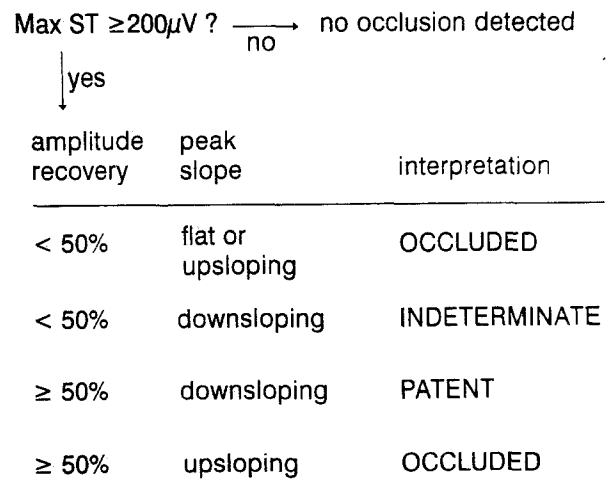 Max ST ≥200µV ? no no occlusion detected
yes
amplitude peak
recovery slope interpretation
< 50% flat or upsloping OCCLUDED
< 50% downsloping INDETERMINATE
≥ 50% downsloping PATENT
≥ 50% upsloping OCCLUDED